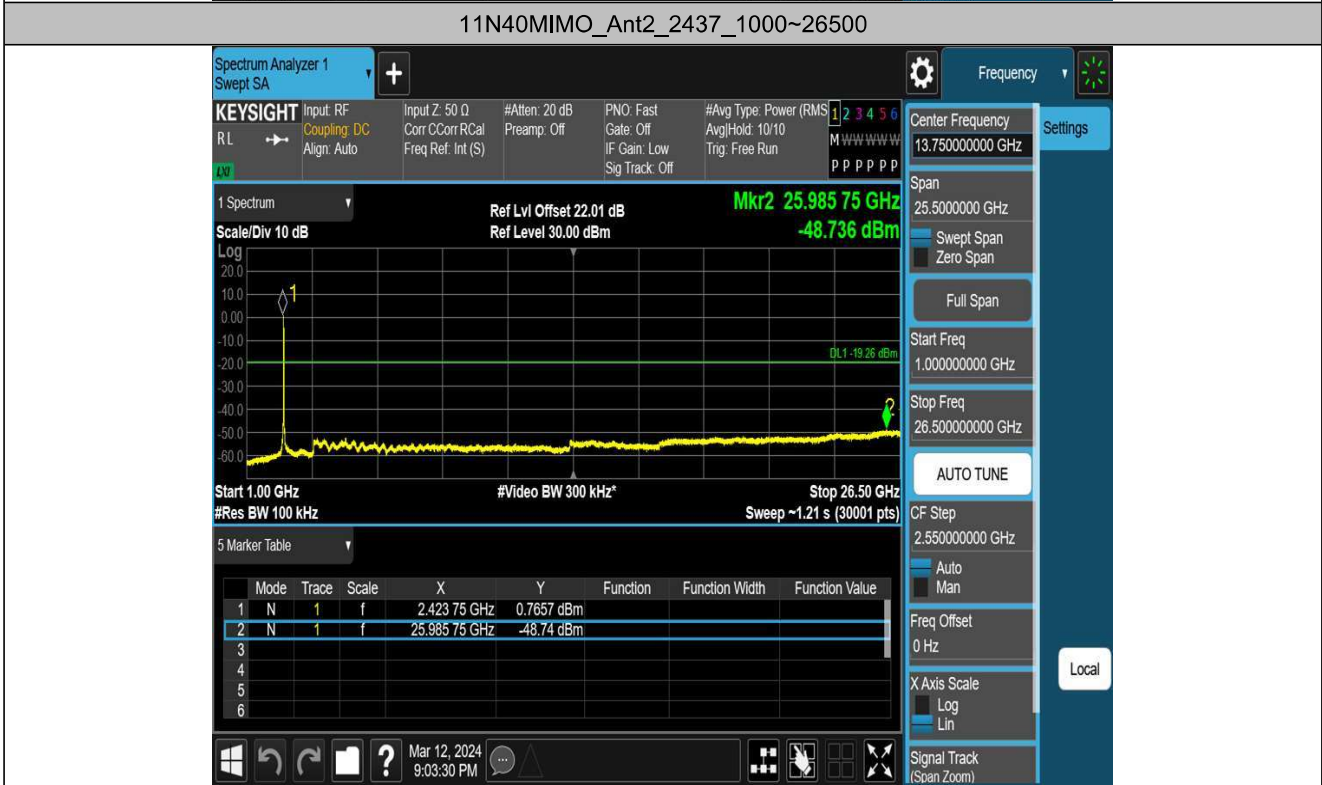 11N40MIMO_Ant2_2437_1000~26500
Spectrum Analyzer 1
Swept SA
+
Frequency
KEYSIGHT
RL
LXI
Input: RF
Coupling: DC
Align: Auto
Input Z: 50 Ω
Corr CCorr RCal
Freq Ref: Int (S)
#Atten: 20 dB
Preamp: Off
PNO: Fast
Gate: Off
IF Gain: Low
Sig Track: Off
#Avg Type: Power (RMS
Avg|Hold: 10/10
Trig: Free Run
1 2 3 4 5 6
M W W W W W
P P P P P P
Center Frequency
13.750000000 GHz
Settings
Span
25.5000000 GHz
Swept Span
Zero Span
Full Span
Start Freq
1.000000000 GHz
Stop Freq
26.500000000 GHz
AUTO TUNE
CF Step
2.550000000 GHz
Auto
Man
Freq Offset
0 Hz
X Axis Scale
Log
Lin
Signal Track
(Span Zoom)
Local
1 Spectrum
Scale/Div 10 dB
Ref Lvl Offset 22.01 dB
Ref Level 30.00 dBm
Mkr2 25.985 75 GHz
-48.736 dBm
Log
20.0
10.0
0.00
-10.0
-20.0
-30.0
-40.0
-50.0
-60.0
1
DL1 -19.26 dBm
2
Start 1.00 GHz
#Res BW 100 kHz
#Video BW 300 kHz*
Stop 26.50 GHz
Sweep ~1.21 s (30001 pts)
5 Marker Table
Mode Trace Scale X Y Function Function Width Function Value
1 N 1 f 2.423 75 GHz 0.7657 dBm
2 N 1 f 25.985 75 GHz -48.74 dBm
3
4
5
6
?
Mar 12, 2024
9:03:30 PM